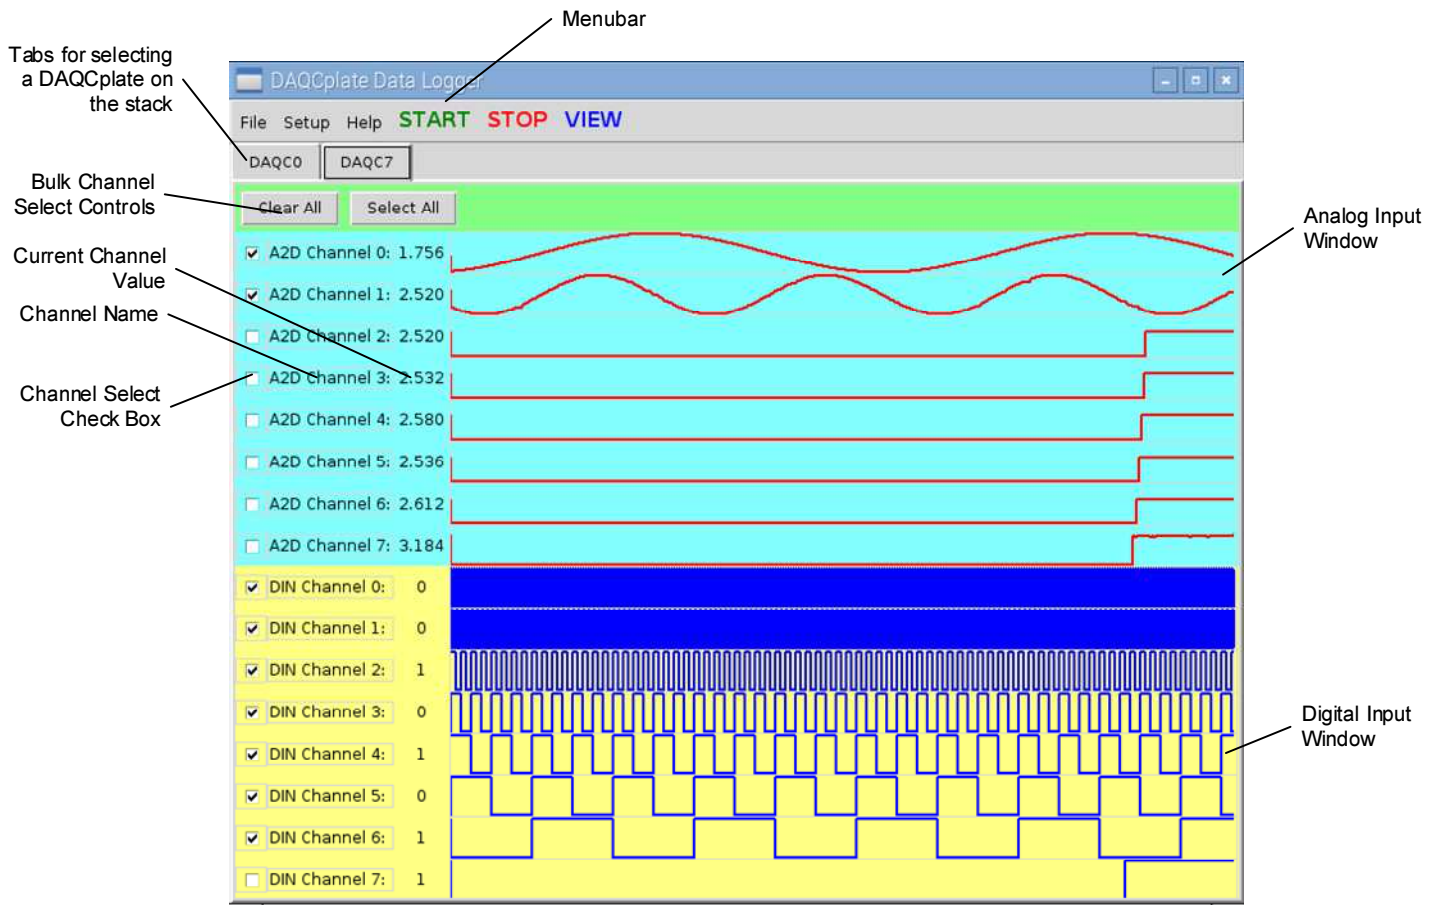 Menubar
Tabs for selecting
a DAQCplate on
the stack
DAQCplate Data Logger
File Setup Help START STOP VIEW
DAQC0 DAQC7
Bulk Channel
Select Controls
Clear All Select All
Analog Input
Window
Current Channel
Value
Channel Name
Channel Select
Check Box
A2D Channel 0: 1.756
A2D Channel 1: 2.520
A2D Channel 2: 2.520
A2D Channel 3: 2.532
A2D Channel 4: 2.580
A2D Channel 5: 2.536
A2D Channel 6: 2.612
A2D Channel 7: 3.184
DIN Channel 0: 0
DIN Channel 1: 0
DIN Channel 2: 1
DIN Channel 3: 0
DIN Channel 4: 1
DIN Channel 5: 0
DIN Channel 6: 1
DIN Channel 7: 1
Digital Input
Window